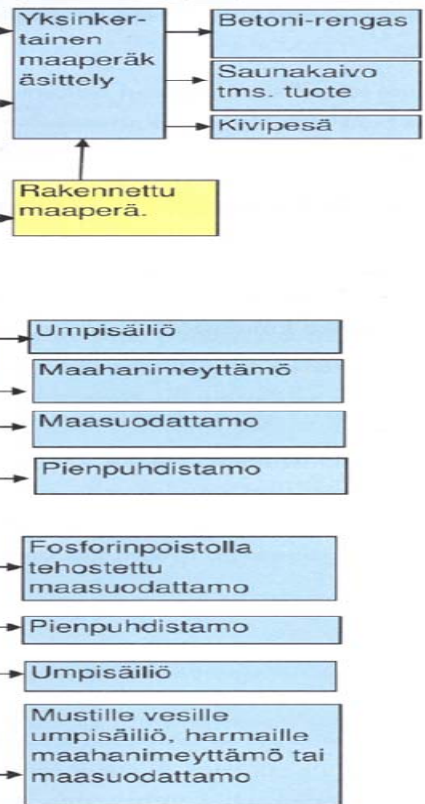 Yksinker-
tainen
maaperäk
äsittely
Betoni-rengas
Saunakaivo
tms. tuote
Kivipesä
Rakennettu
maaperä.
Umpisäiliö
Maahanimeyttämö
Maasuodattamo
Pienpuhdistamo
Fosforinpoistolla
tehostettu
maasuodattamo
Pienpuhdistamo
Umpisäiliö
Mustille vesille
umpisäiliö, harmaille
maahanimeyttämö tai
maasuodattamo